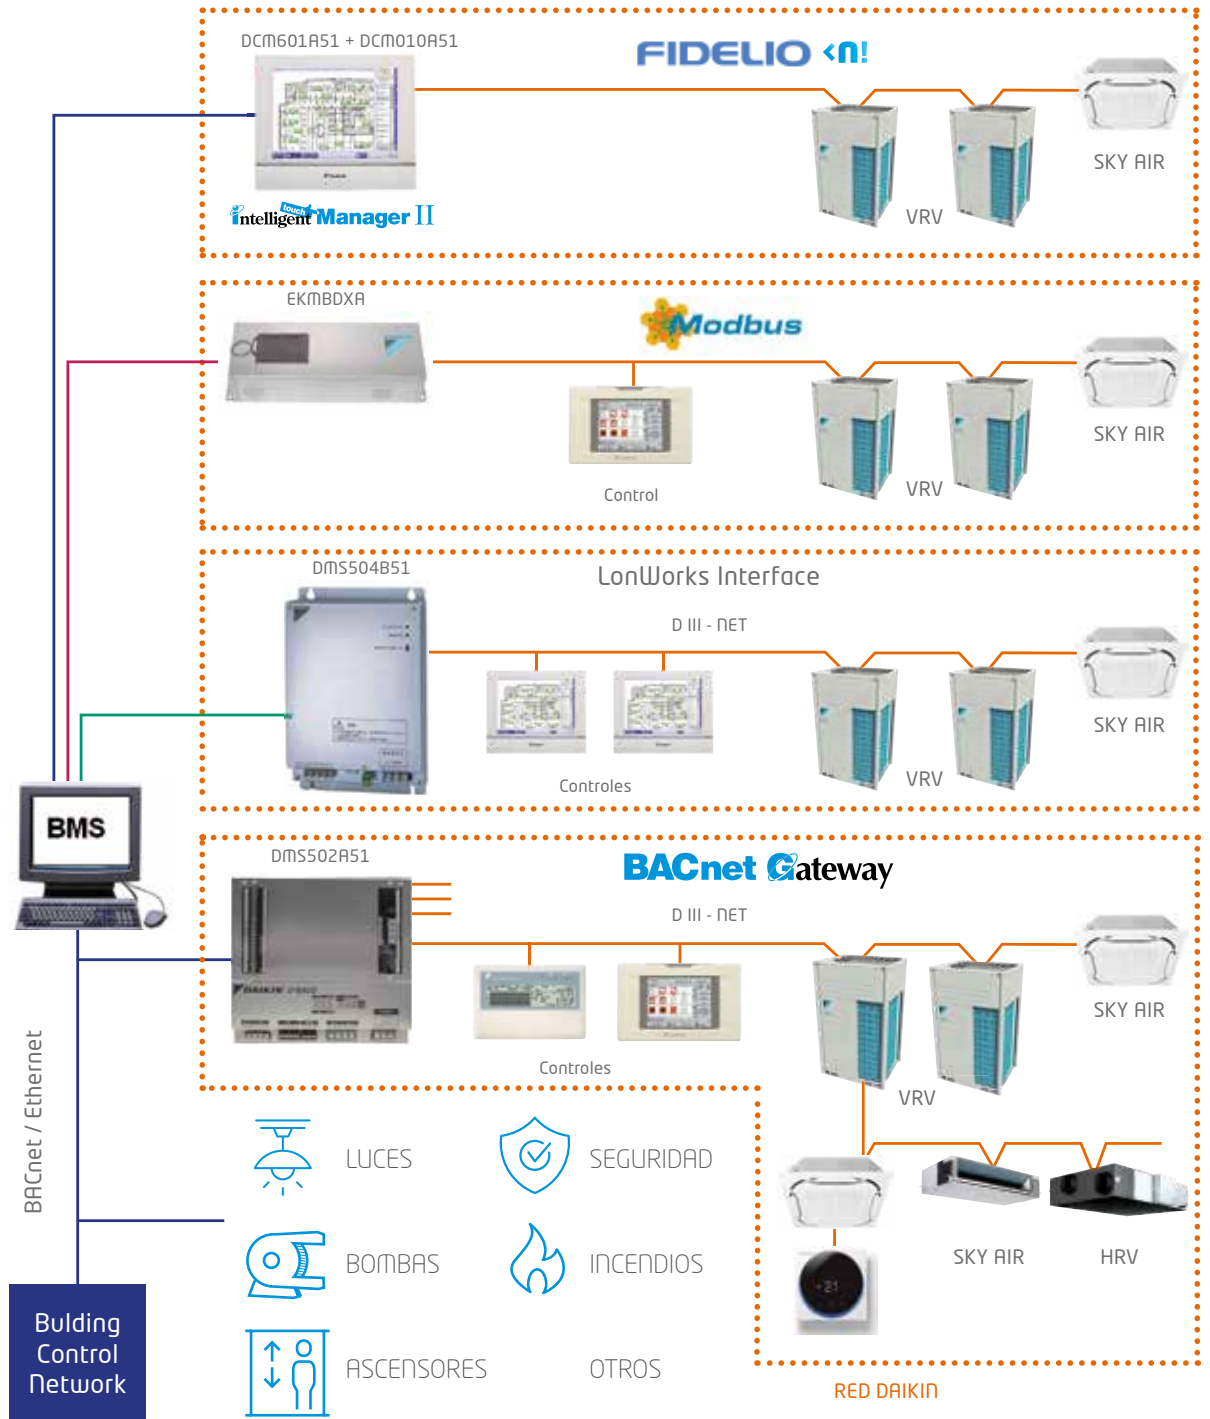 DCM601A51 + DCM010A51
FIDELIO <n!
SKY AIR
VRV
intelligent touch Manager II
EKMBDXA
Modbus
SKY AIR
VRV
Control
DMS504B51
LonWorks Interface
D III - NET
SKY AIR
VRV
Controles
BMS
DMS502A51
BACnet Gateway
D III - NET
DAIKIN
SKY AIR
Controles
VRV
BACnet / Ethernet
LUCES
SEGURIDAD
BOMBAS
INCENDIOS
SKY AIR
HRV
21
Bulding
Control
Network
ASCENSORES
OTROS
RED DAIKIN